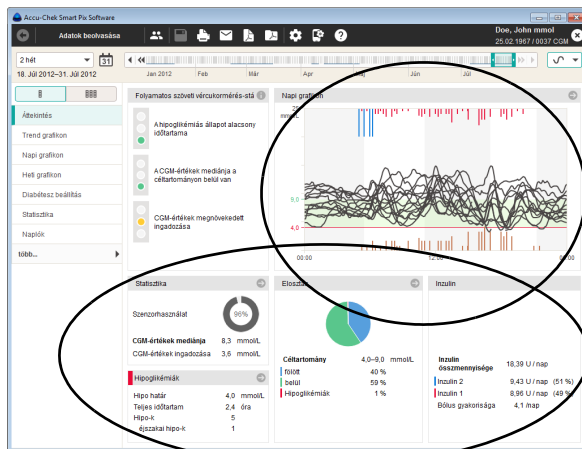 Accu-Chek Smart Pix Software
Adatok beolvasása
Doe, John mmol
25.02.1967 / 0037 CGM
2 hét
31
18. Júl 2012–31. Júl 2012
Jan 2012 Feb Már Apr Jún Júl
Áttekintés
Trend grafikon
Napi grafikon
Heti grafikon
Diabétesz beállítás
Statisztika
Naplók
több...
Folyamatos szöveti vércukormérés-stá
A hipoglikémiás állapot alacsony
időtartama
A CGM-értékek mediánja a
céltartományon belül van
CGM-értékek megnövekedett
ingadozása
Napi grafikon
mmol/L
9,0
4,0
00:00 12:00
Statisztika
Szenzorhasználat 96%
CGM-értékek mediánja 8,3 mmol/L
CGM-értékek ingadozása 3,6 mmol/L
Hipoglikémiák
Hipo határ 4,0 mmol/L
Teljes időtartam 2,4 óra
Hipo-k 5
éjszakai hipo-k 1
Elosztás
Céltartomány 4,0–9,0 mmol/L
fölött 40 %
belül 59 %
Hipoglikémiák 1 %
Inzulin
Inzulin
összmennyisége 18,39 U / nap
Inzulin 2 9,43 U / nap (51 %)
Inzulin 1 8,96 U / nap (49 %)
Bólus gyakorisága 4,1 /nap